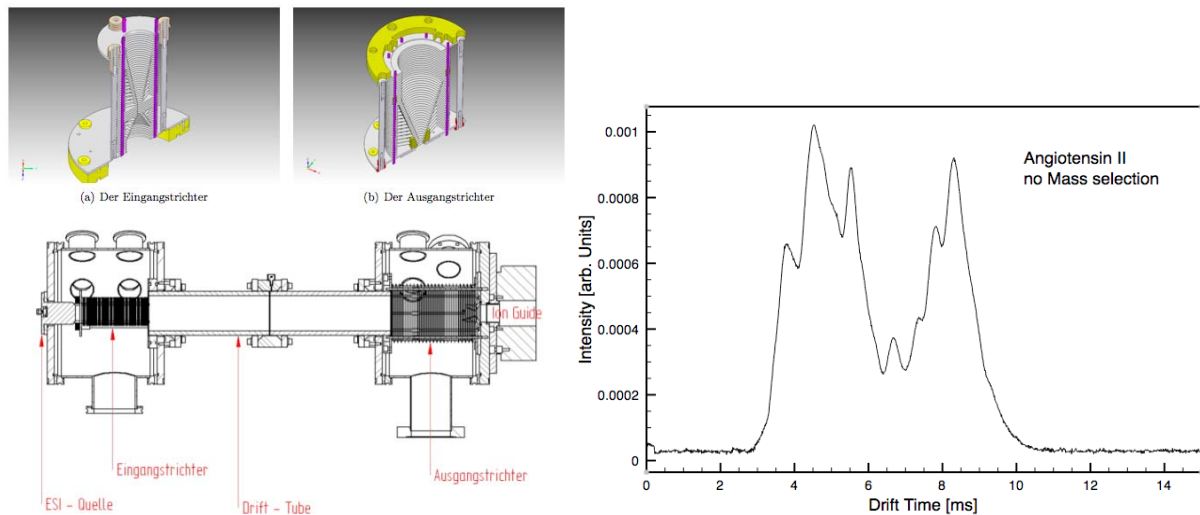 (a) Der Eingangstrichter
(b) Der Ausgangstrichter
Ion Guide
Eingangstrichter
Ausgangstrichter
ESI - Quelle
Drift - Tube
Angiotensin II
no Mass selection
Intensity [arb. Units]
0.001
0.0008
0.0006
0.0004
0.0002
0
0 2 4 6 8 10 12 14
Drift Time [ms]